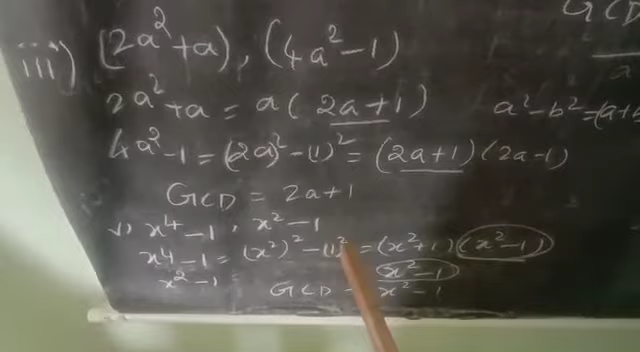 GCD
iii) (2a²+a), (4a²-1)
2a²+a = a(2a+1)
a²-b²=(a+b
4a²-1=(2a)²-(1)²=(2a+1)(2a-1)
GCD = 2a+1
v) x⁴-1, x²-1
x⁴-1=(x²)²-(1)²=(x²+1)(x²-1)
x²-1 = x²-1
GCD = x²-1